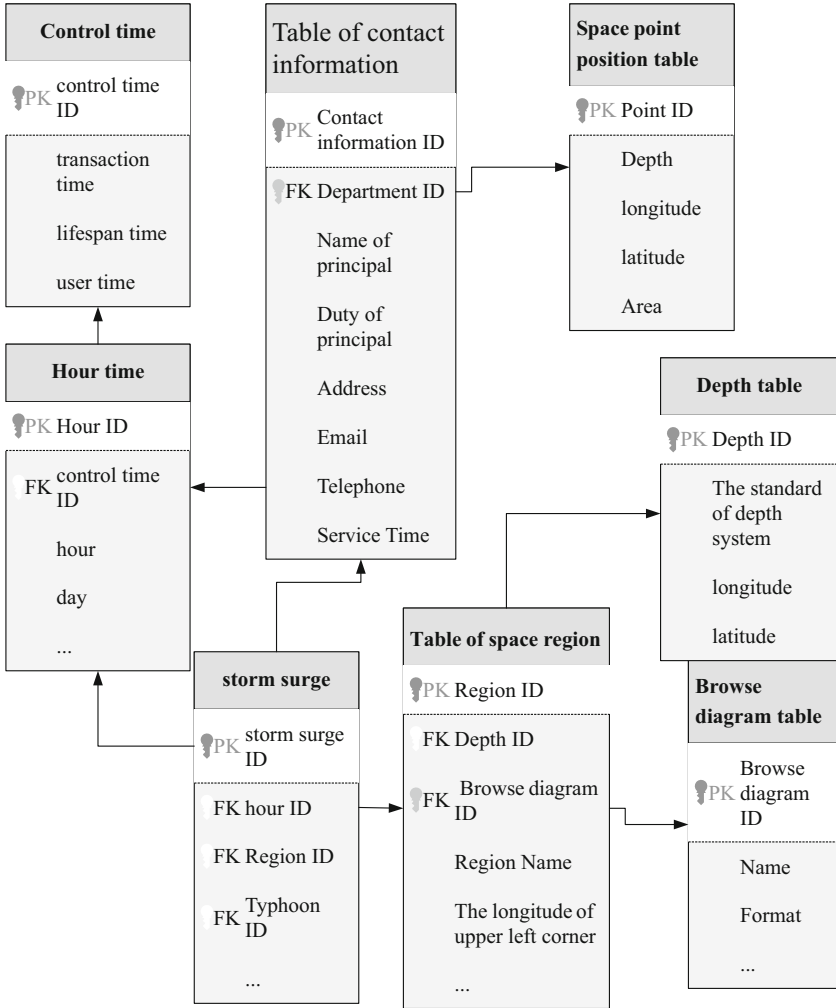 Control time
PK control time
ID
transaction
time
lifespan time
user time
Hour time
PK Hour ID
FK control time
ID
hour
day
...
Table of contact
information
PK Contact
information ID
FK Department ID
Name of
principal
Duty of
principal
Address
Email
Telephone
Service Time
Space point
position table
PK Point ID
Depth
longitude
latitude
Area
Depth table
PK Depth ID
The standard
of depth
system
longitude
latitude
storm surge
PK storm surge
ID
FK hour ID
FK Region ID
FK Typhoon
ID
...
Table of space region
PK Region ID
FK Depth ID
FK Browse diagram
ID
Region Name
The longitude of
upper left corner
...
Browse
diagram table
PK Browse
diagram
ID
Name
Format
...